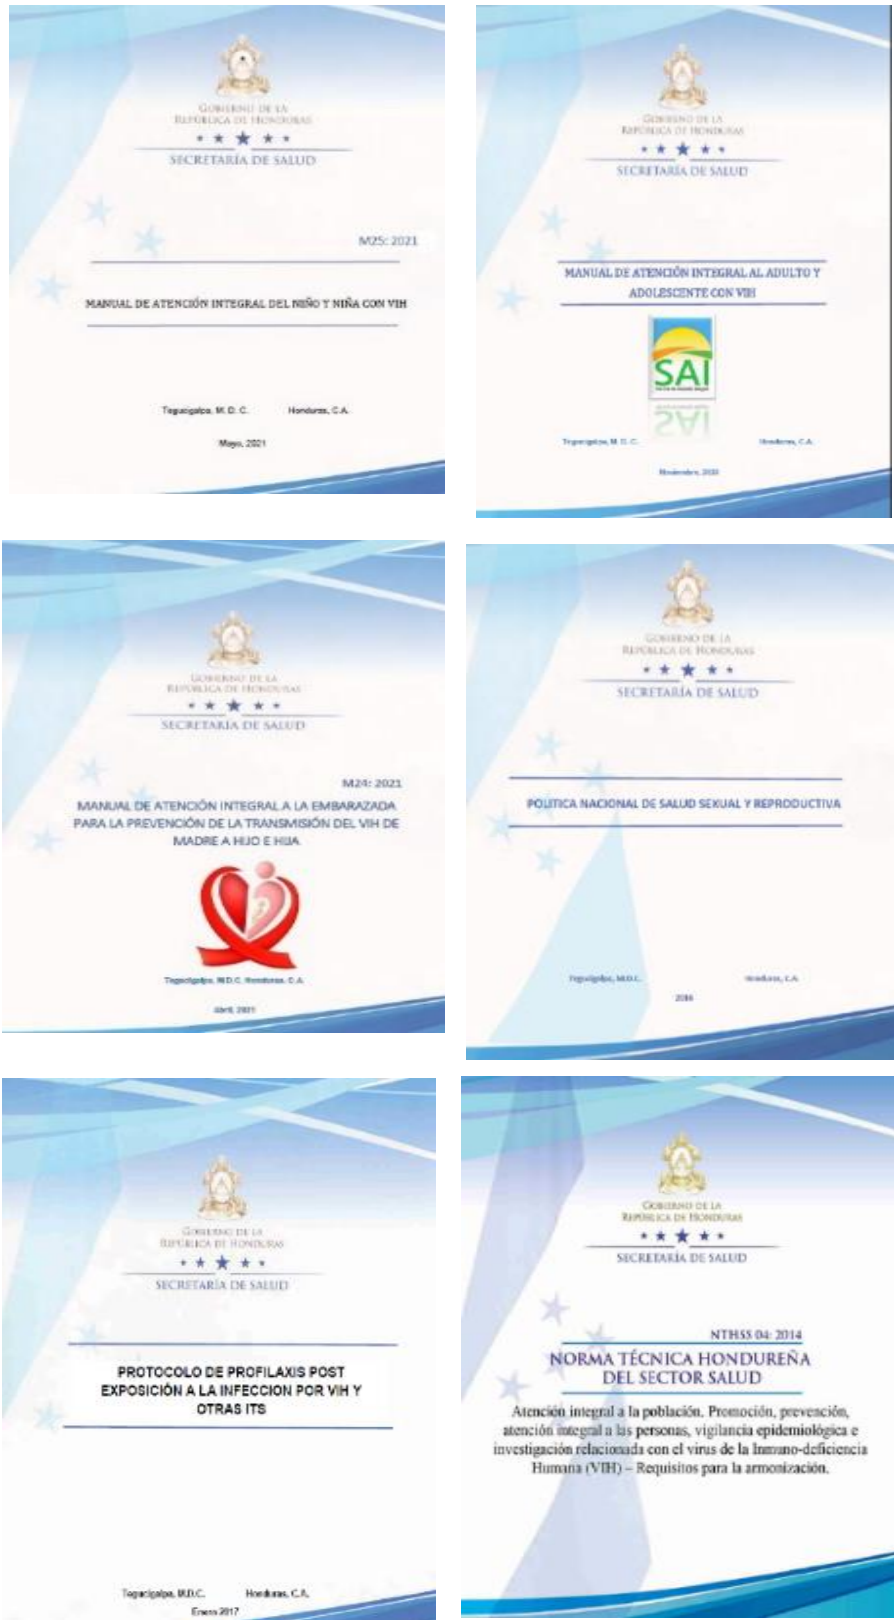 GOBIERNO DE LA
REPÚBLICA DE HONDURAS
SECRETARÍA DE SALUD
M25: 2021
MANUAL DE ATENCIÓN INTEGRAL DEL NIÑO Y NIÑA CON VIH
Tegucigalpa, M. D. C. Honduras, C.A.
Mayo, 2021
GOBIERNO DE LA
REPÚBLICA DE HONDURAS
SECRETARÍA DE SALUD
MANUAL DE ATENCIÓN INTEGRAL AL ADULTO Y
ADOLESCENTE CON VIH
SAI
Tegucigalpa, M. D. C. Honduras, C.A.
Noviembre,
GOBIERNO DE LA
REPÚBLICA DE HONDURAS
SECRETARÍA DE SALUD
M24: 2021
MANUAL DE ATENCIÓN INTEGRAL A LA EMBARAZADA
PARA LA PREVENCIÓN DE LA TRANSMISIÓN DEL VIH DE
MADRE A HIJO E HIJA
Tegucigalpa, M.D.C. Honduras, C.A.
Abril, 2021
GOBIERNO DE LA
REPÚBLICA DE HONDURAS
SECRETARÍA DE SALUD
POLITICA NACIONAL DE SALUD SEXUAL Y REPRODUCTIVA
Tegucigalpa, M.D.C. Honduras, C.A.
2016
GOBIERNO DE LA
REPÚBLICA DE HONDURAS
SECRETARÍA DE SALUD
PROTOCOLO DE PROFILAXIS POST
EXPOSICIÓN A LA INFECCION POR VIH Y
OTRAS ITS
Tegucigalpa, M.D.C. Honduras, C.A.
Enero 2017
GOBIERNO DE LA
REPÚBLICA DE HONDURAS
SECRETARÍA DE SALUD
NTHSS 04: 2014
NORMA TÉCNICA HONDUREÑA
DEL SECTOR SALUD
Atención integral a la población. Promoción, prevención,
atención integral a las personas, vigilancia epidemiológica e
investigación relacionada con el virus de la Inmuno-deficiencia
Humana (VIH) – Requisitos para la armonización.